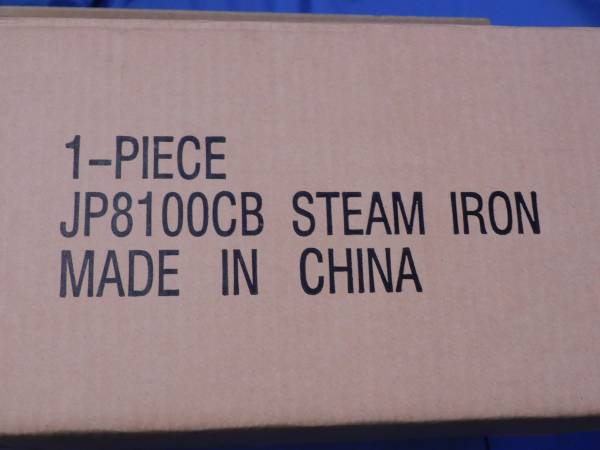 1-PIECE
JP8100CB STEAM IRON
MADE IN CHINA